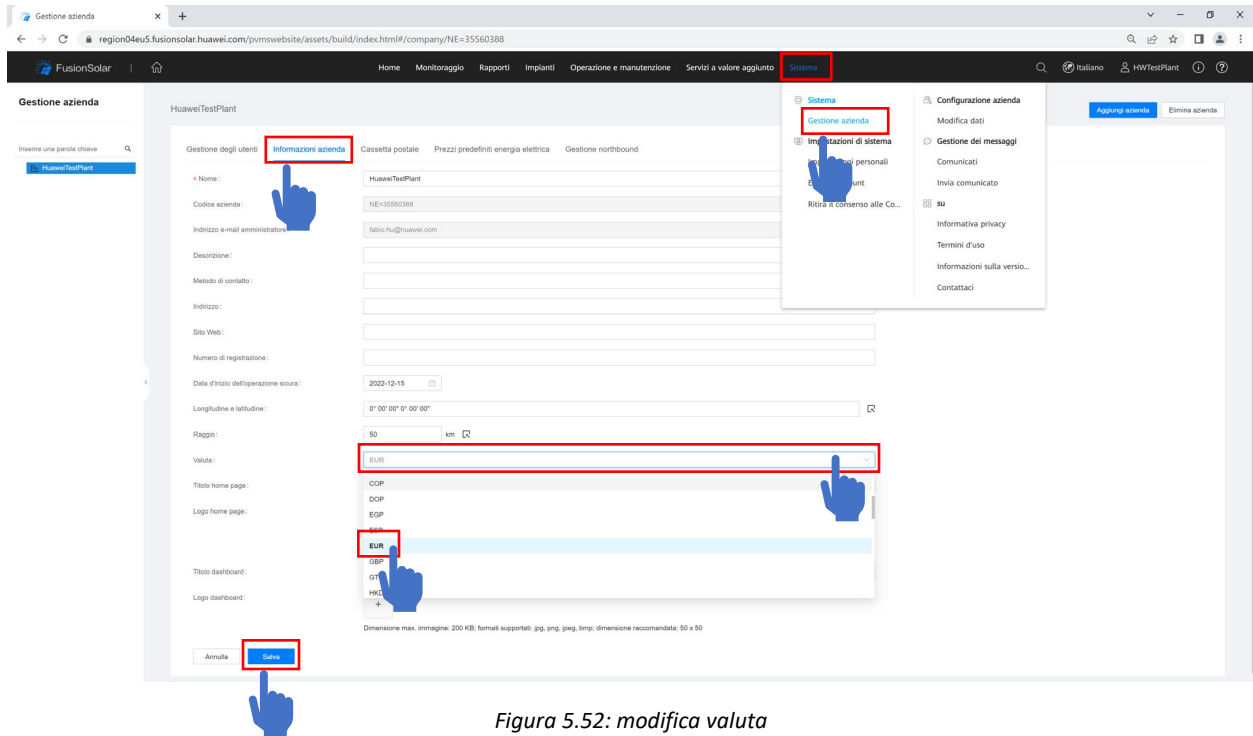 Gestione azienda
region04eu5.fusionsolar.huawei.com/pvmswebsite/assets/build/index.html#/company/NE=35560388
FusionSolar
Home Monitoraggio Rapporti Impianti Operazione e manutenzione Servizi a valore aggiunto Sistema
Italiano HWTestPlant
Gestione azienda
HuaweiTestPlant
Aggiungi azienda Elimina azienda
Inserire una parola chiave
HuaweiTestPlant
Sistema
Gestione azienda
Impostazioni di sistema
personali
Ritira il consenso alle Co...
Configurazione azienda
Modifica dati
Gestione dei messaggi
Comunicati
Invia comunicato
su
Informativa privacy
Termini d'uso
Informazioni sulla versio...
Contattaci
Gestione degli utenti Informazioni azienda Cassetta postale Prezzi predefiniti energia elettrica Gestione northbound
* Nome: HuaweiTestPlant
Codice azienda: NE=35560388
Indirizzo e-mail amministratore fabio.hu@huawei.com
Descrizione:
Metodo di contatto:
Indirizzo:
Sito Web:
Numero di registrazione:
Data d'inizio dell'operazione sicura: 2022-12-15
Longitudine e latitudine: 0° 00' 00" 0° 00' 00"
Raggio: 50 km
Valuta: EUR
Titolo home page: COP
DOP
Logo home page: EGP
ESP
EUR
GBP
Titolo dashboard:
Logo dashboard: HKD
+
Dimensione max. immagine: 200 KB; formati supportati: jpg, png, jpeg, bmp; dimensione raccomandata: 50 x 50
Annulla Salva
Figura 5.52: modifica valuta